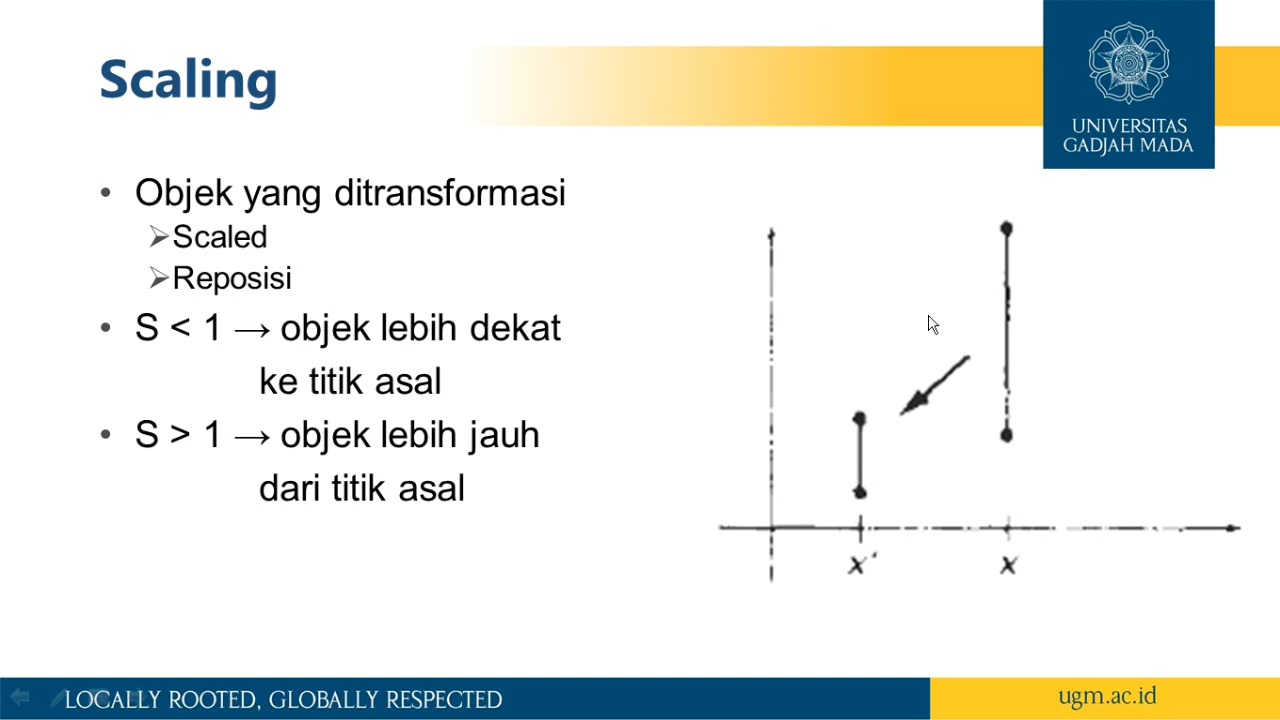 Scaling
UNIVERSITAS
GADJAH MADA
• Objek yang ditransformasi
➢Scaled
➢Reposisi
• S < 1 → objek lebih dekat
ke titik asal
• S > 1 → objek lebih jauh
dari titik asal
x′ x
LOCALLY ROOTED, GLOBALLY RESPECTED
ugm.ac.id